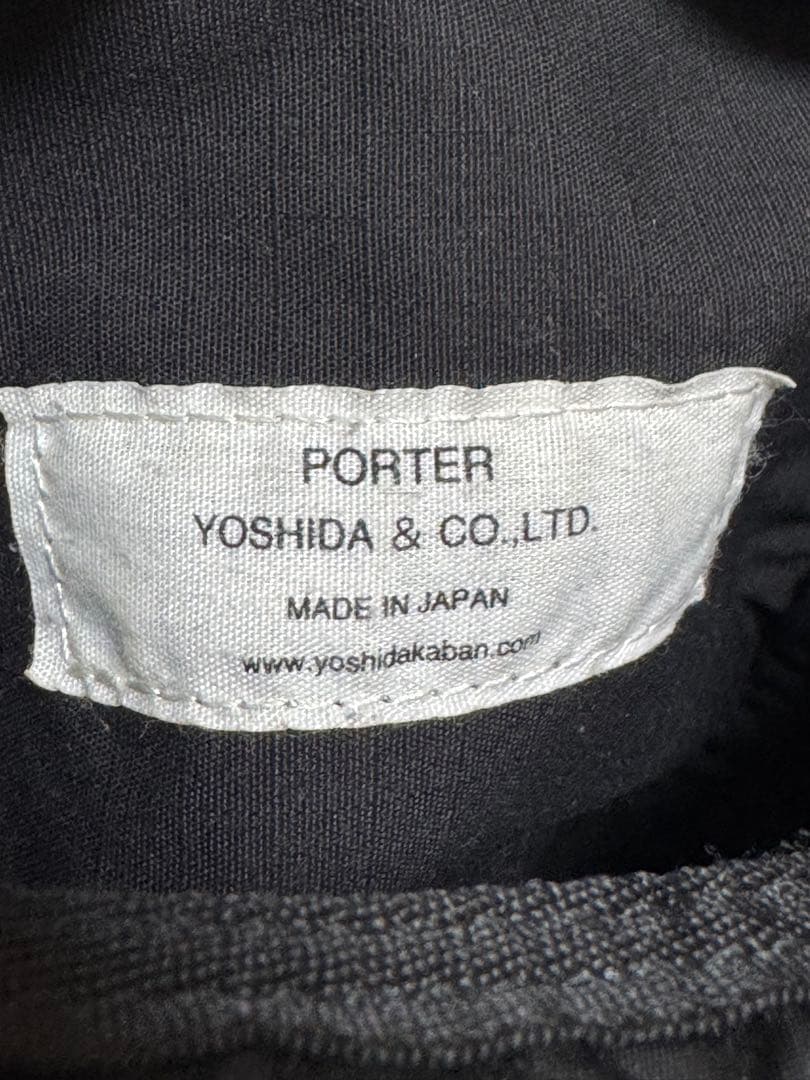 PORTER
YOSHIDA & CO.,LTD.
MADE IN JAPAN
www.yoshidakaban.com